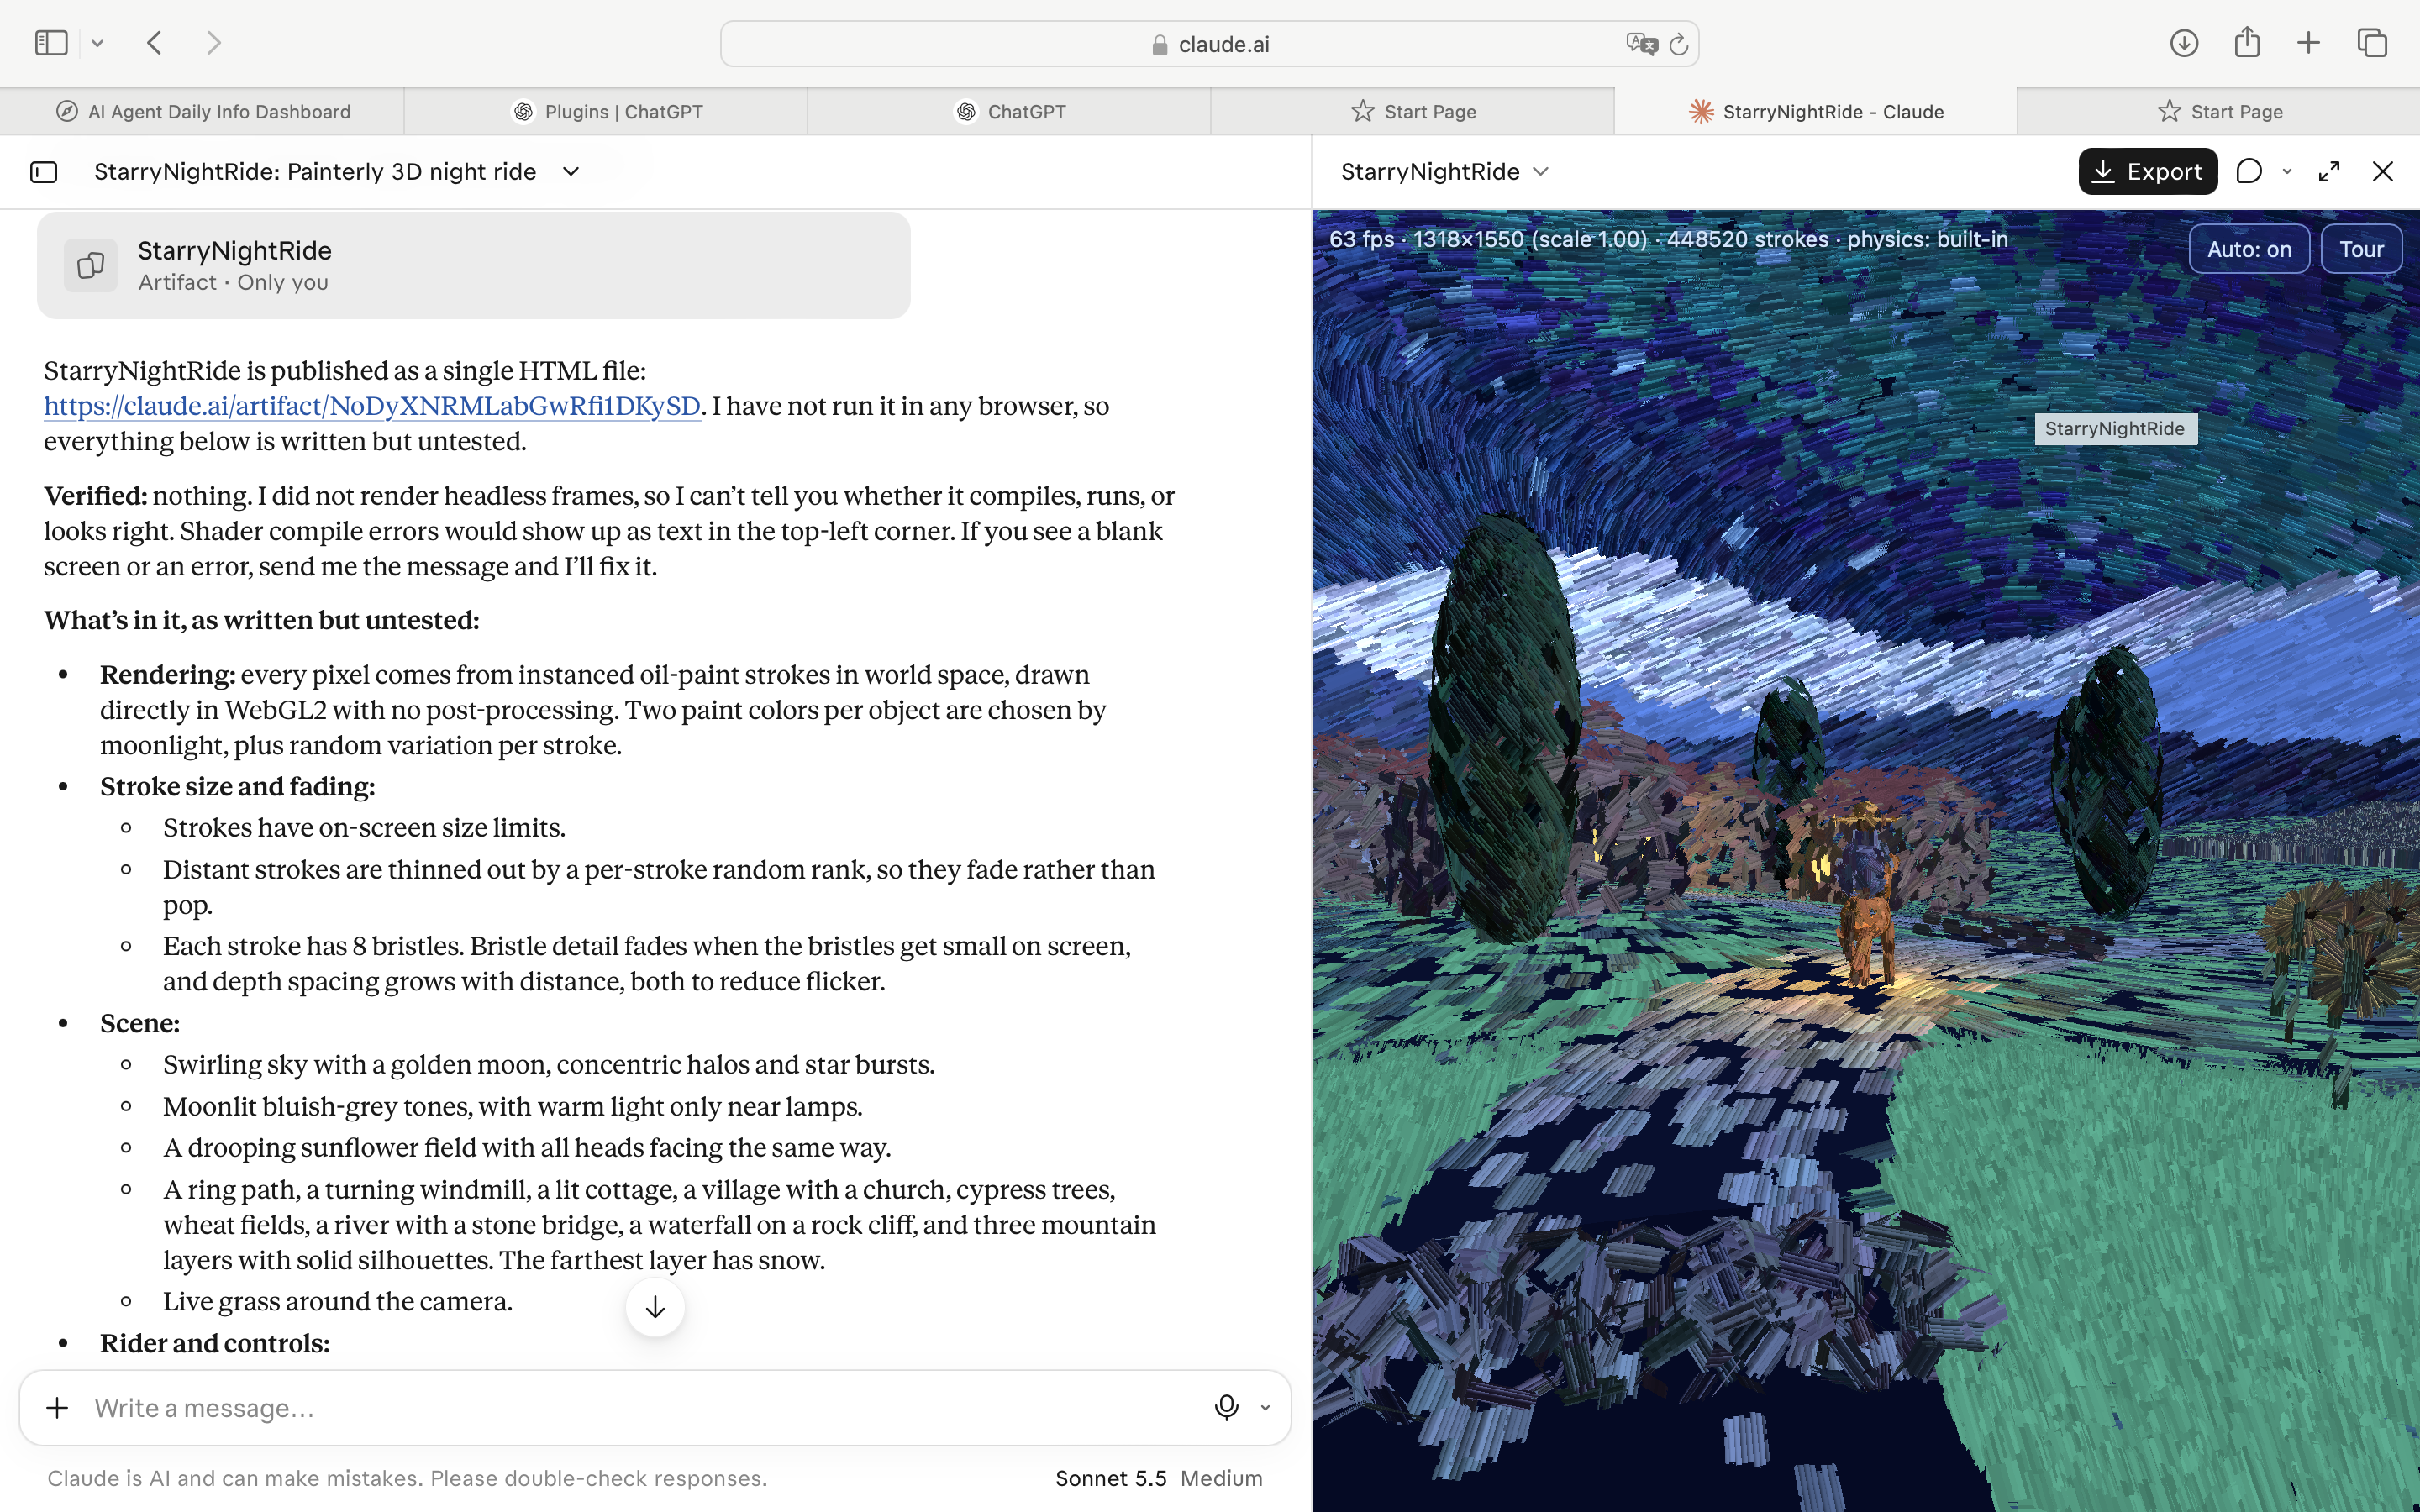 claude.ai
AI Agent Daily Info Dashboard
Plugins | ChatGPT
ChatGPT
Start Page
StarryNightRide - Claude
Start Page
StarryNightRide: Painterly 3D night ride
StarryNightRide
Artifact · Only you
StarryNightRide is published as a single HTML file:
https://claude.ai/artifact/NoDyXNRMLabGwRfi1DKySD. I have not run it in any browser, so
everything below is written but untested.
Verified: nothing. I did not render headless frames, so I can’t tell you whether it compiles, runs, or
looks right. Shader compile errors would show up as text in the top-left corner. If you see a blank
screen or an error, send me the message and I’ll fix it.
What’s in it, as written but untested:
• Rendering: every pixel comes from instanced oil-paint strokes in world space, drawn
directly in WebGL2 with no post-processing. Two paint colors per object are chosen by
moonlight, plus random variation per stroke.
• Stroke size and fading:
◦ Strokes have on-screen size limits.
◦ Distant strokes are thinned out by a per-stroke random rank, so they fade rather than
pop.
◦ Each stroke has 8 bristles. Bristle detail fades when the bristles get small on screen,
and depth spacing grows with distance, both to reduce flicker.
• Scene:
◦ Swirling sky with a golden moon, concentric halos and star bursts.
◦ Moonlit bluish-grey tones, with warm light only near lamps.
◦ A drooping sunflower field with all heads facing the same way.
◦ A ring path, a turning windmill, a lit cottage, a village with a church, cypress trees,
wheat fields, a river with a stone bridge, a waterfall on a rock cliff, and three mountain
layers with solid silhouettes. The farthest layer has snow.
◦ Live grass around the camera.
• Rider and controls:
Write a message...
Claude is AI and can make mistakes. Please double-check responses.
Sonnet 5.5 Medium
StarryNightRide
Export
63 fps · 1318×1550 (scale 1.00) · 448520 strokes · physics: built-in
Auto: on
Tour
StarryNightRide